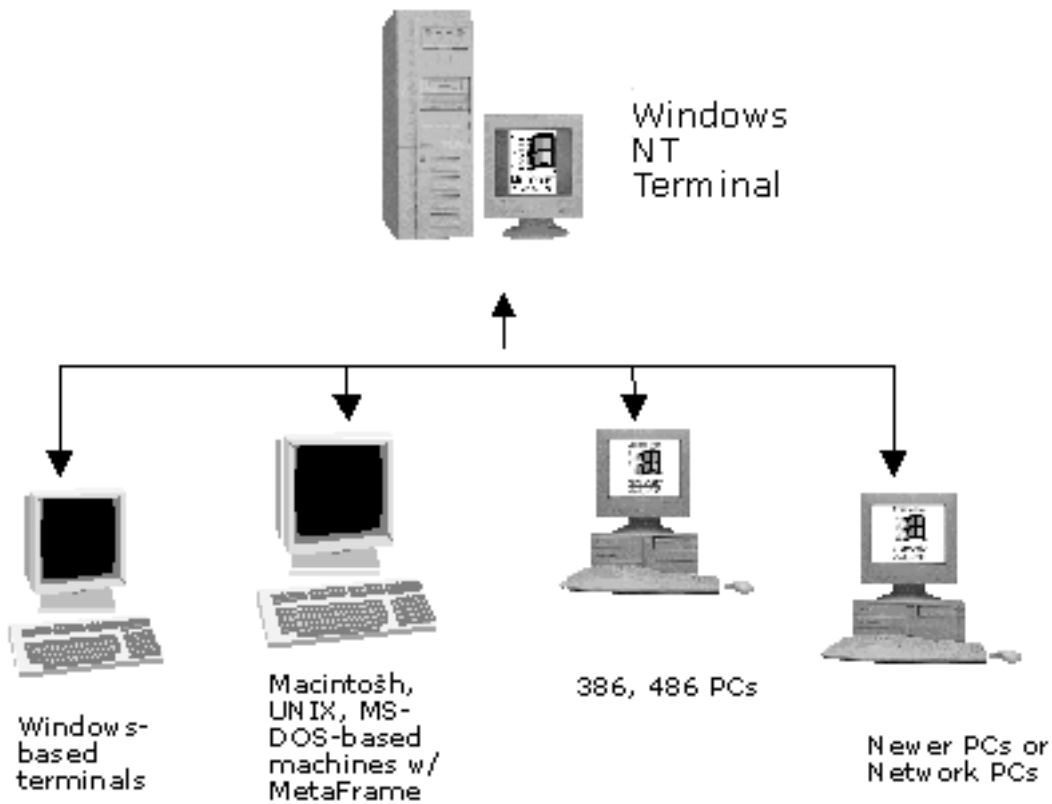 Windows
NT
Terminal
Windows-
based
terminals
Macintosh,
UNIX, MS-
DOS-based
machines w/
MetaFrame
386, 486 PCs
Newer PCs or
Network PCs